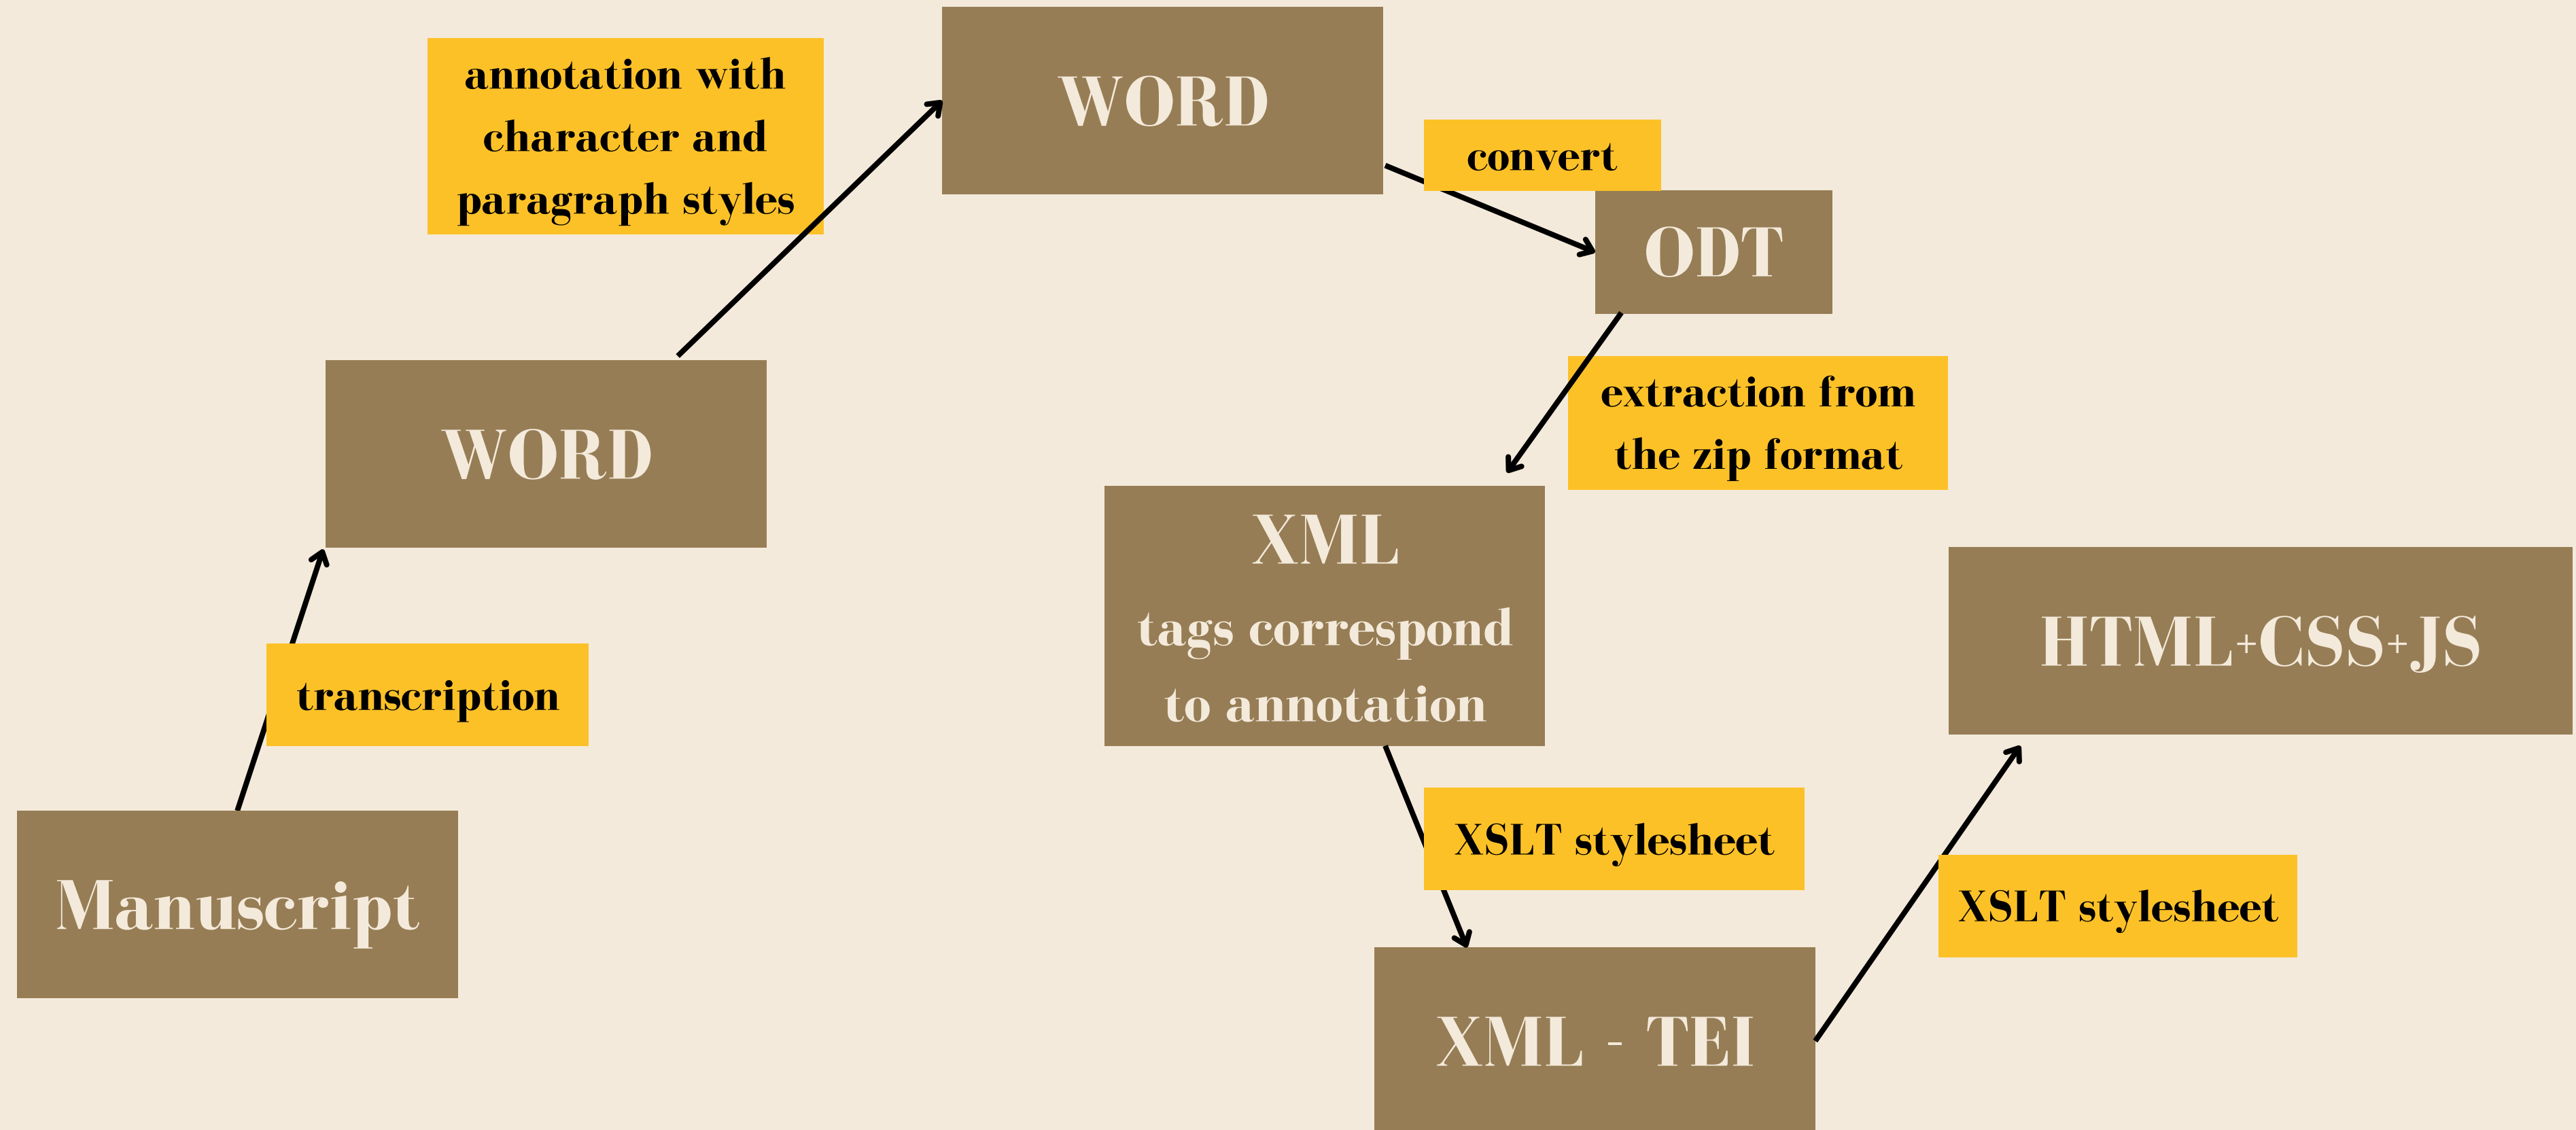 Manuscript
transcription
WORD
annotation with
character and
paragraph styles
WORD
convert
ODT
extraction from
the zip format
XML
tags correspond
to annotation
XSLT stylesheet
XML - TEI
XSLT stylesheet
HTML+CSS+JS